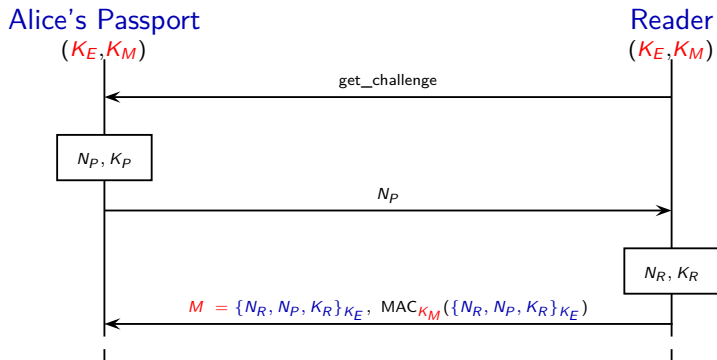 Alice's Passport Reader
(K_E,K_M) (K_E,K_M)
get_challenge
N_P, K_P
N_P
N_R, K_R
M = {N_R, N_P, K_R}_{K_E}, MAC_{K_M}({N_R, N_P, K_R}_{K_E})